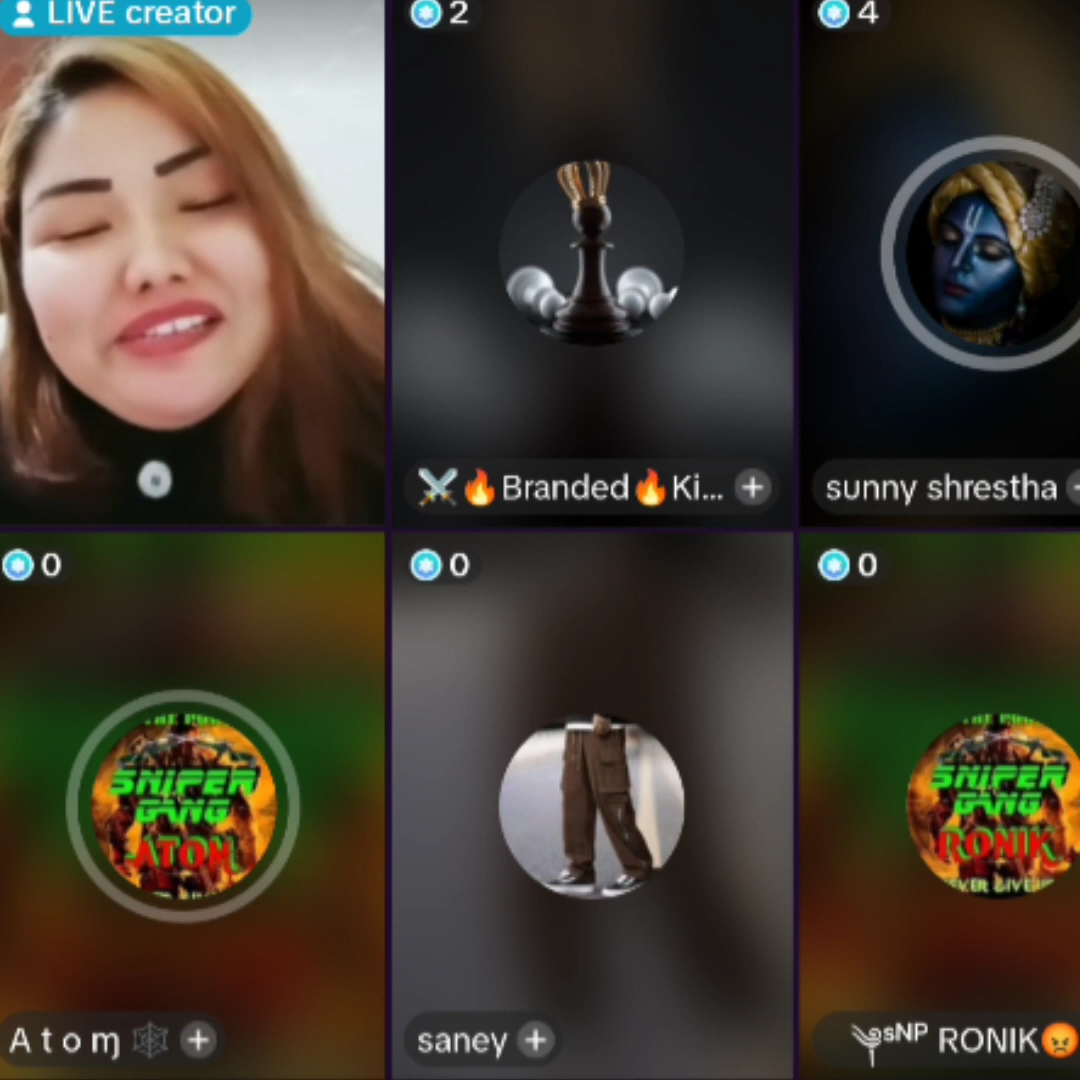 LIVE creator
2
4
⚔️🔥Branded🔥Ki...
sunny shrestha
0
0
0
SNIPER
GANG
ATOM
SNIPER
GANG
RONIK
A t o ɱ 🕸️
saney
sNP RONIK😡